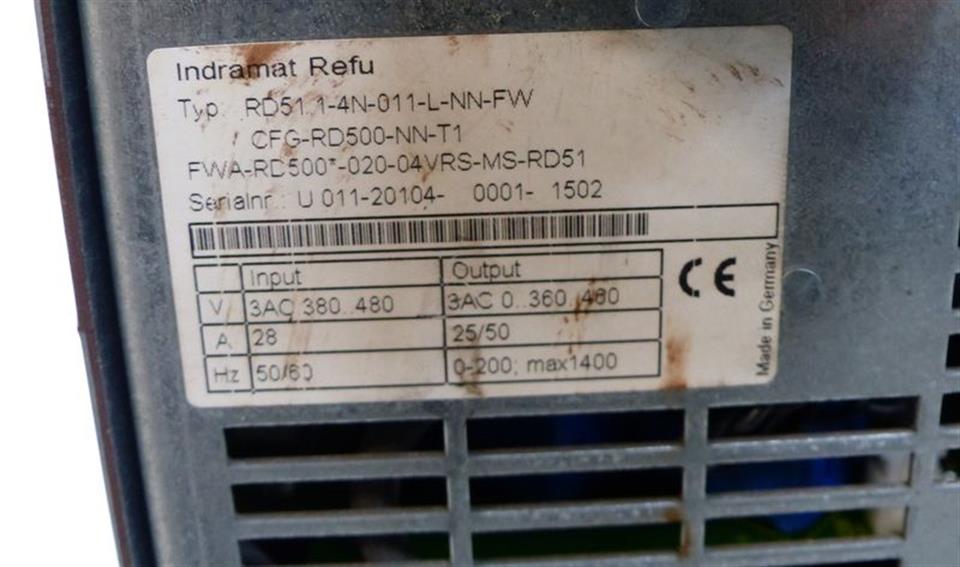 Indramat Refu
Typ. RD51.1-4N-011-L-NN-FW
CFG-RD500-NN-T1
FWA-RD500*-020-04VRS-MS-RD51
Serialnr.: U 011-20104- 0001- 1502
Input Output
V 3AC 380..480 3AC 0..360..480
A 28 25/50
Hz 50/60 0-200; max1400
CE
Made in Germany